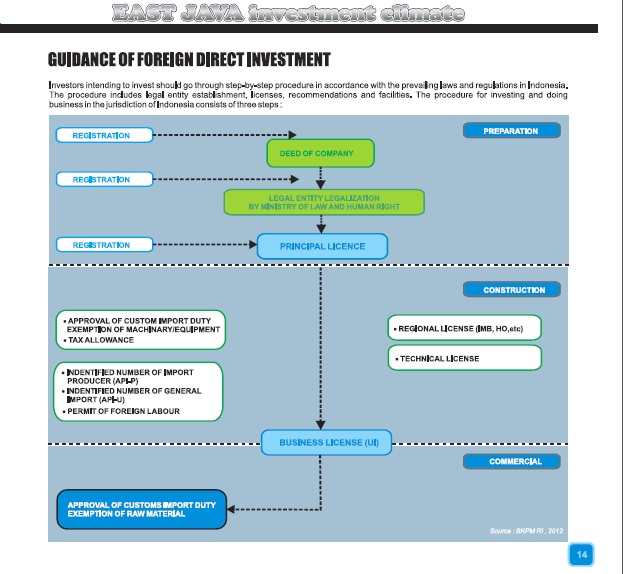 EAST JAVA investment climate
GUIDANCE OF FOREIGN DIRECT INVESTMENT
Investors intending to invest should go through step-by-step procedure in accordance with the prevailing laws and regulations in Indonesia.
The procedure includes legal entity establishment, licenses, recommendations and facilities. The procedure for investing and doing
business in the jurisdiction of Indonesia consists of three steps :
REGISTRATION
PREPARATION
DEED OF COMPANY
REGISTRATION
LEGAL ENTITY LEGALIZATION
BY MINISTRY OF LAW AND HUMAN RIGHT
REGISTRATION
PRINCIPAL LICENCE
CONSTRUCTION
• APPROVAL OF CUSTOM IMPORT DUTY
EXEMPTION OF MACHINARY/EQUIPMENT
• TAX ALLOWANCE
• REGIONAL LICENSE (IMB, HO,etc)
• TECHNICAL LICENSE
• INDENTIFIED NUMBER OF IMPORT
PRODUCER (API-P)
• INDENTIFIED NUMBER OF GENERAL
IMPORT (API-U)
• PERMIT OF FOREIGN LABOUR
BUSINESS LICENSE (UI)
COMMERCIAL
APPROVAL OF CUSTOMS IMPORT DUTY
EXEMPTION OF RAW MATERIAL
Source : BKPM RI , 2012
14